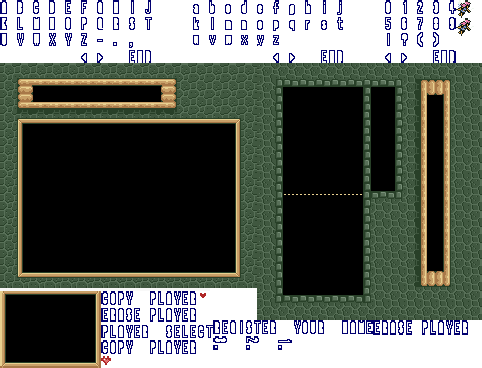 A B C D E F G H I J
K L M N O P Q R S T
U V W X Y Z - . ,
END
a b c d e f g h i j
k l m n o p q r s t
u v w x y z
END
0 1 2 3 4
5 6 7 8 9
! ? ( )
END
COPY PLAYER
ERASE PLAYER
PLAYER SELECT
COPY PLAYER
REGISTER YOUR NAME
ERASE PLAYER